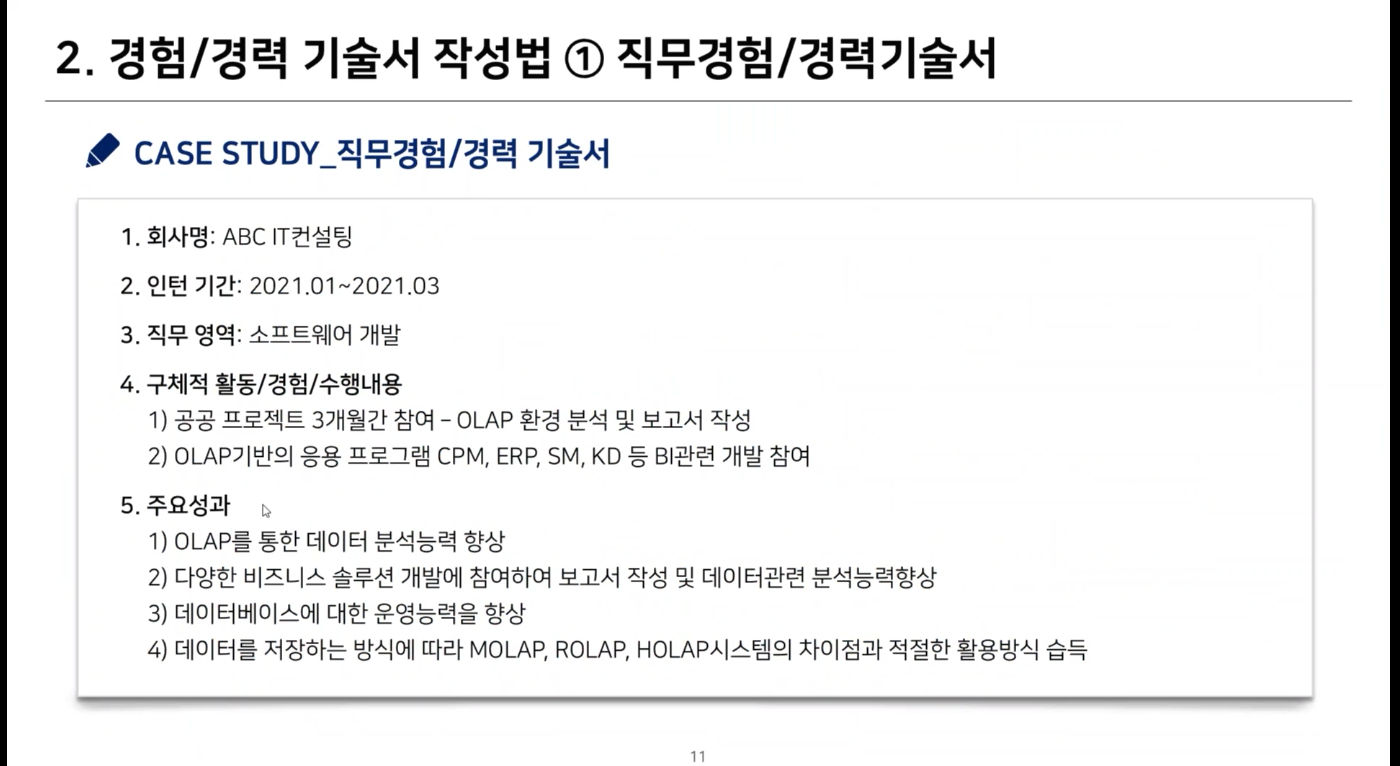 2. 경험/경력 기술서 작성법 ① 직무경험/경력기술서
CASE STUDY_직무경험/경력 기술서
1. 회사명: ABC IT컨설팅
2. 인턴 기간: 2021.01~2021.03
3. 직무 영역: 소프트웨어 개발
4. 구체적 활동/경험/수행내용
1) 공공 프로젝트 3개월간 참여 – OLAP 환경 분석 및 보고서 작성
2) OLAP기반의 응용 프로그램 CPM, ERP, SM, KD 등 BI관련 개발 참여
5. 주요성과
1) OLAP를 통한 데이터 분석능력 향상
2) 다양한 비즈니스 솔루션 개발에 참여하여 보고서 작성 및 데이터관련 분석능력향상
3) 데이터베이스에 대한 운영능력을 향상
4) 데이터를 저장하는 방식에 따라 MOLAP, ROLAP, HOLAP시스템의 차이점과 적절한 활용방식 습득
11